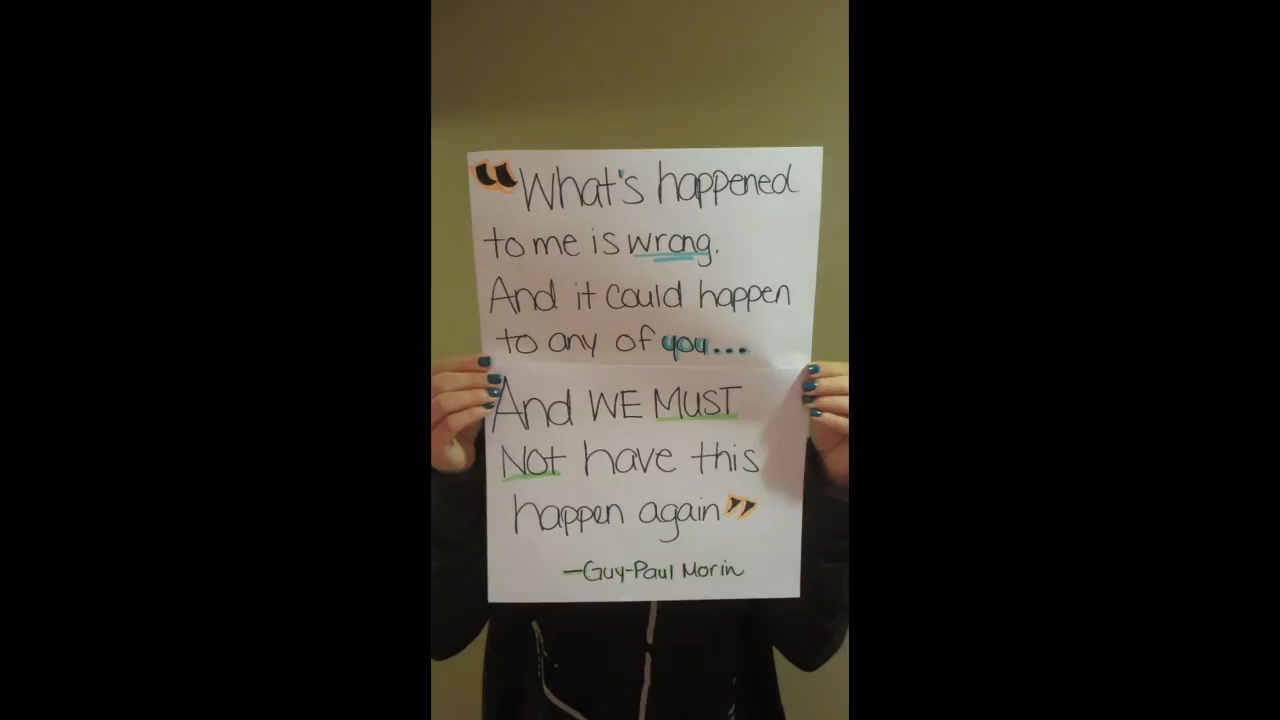 “What's happened
to me is wrong.
And it could happen
to any of you...
And WE MUST
NOT have this
happen again”
—Guy-Paul Morin